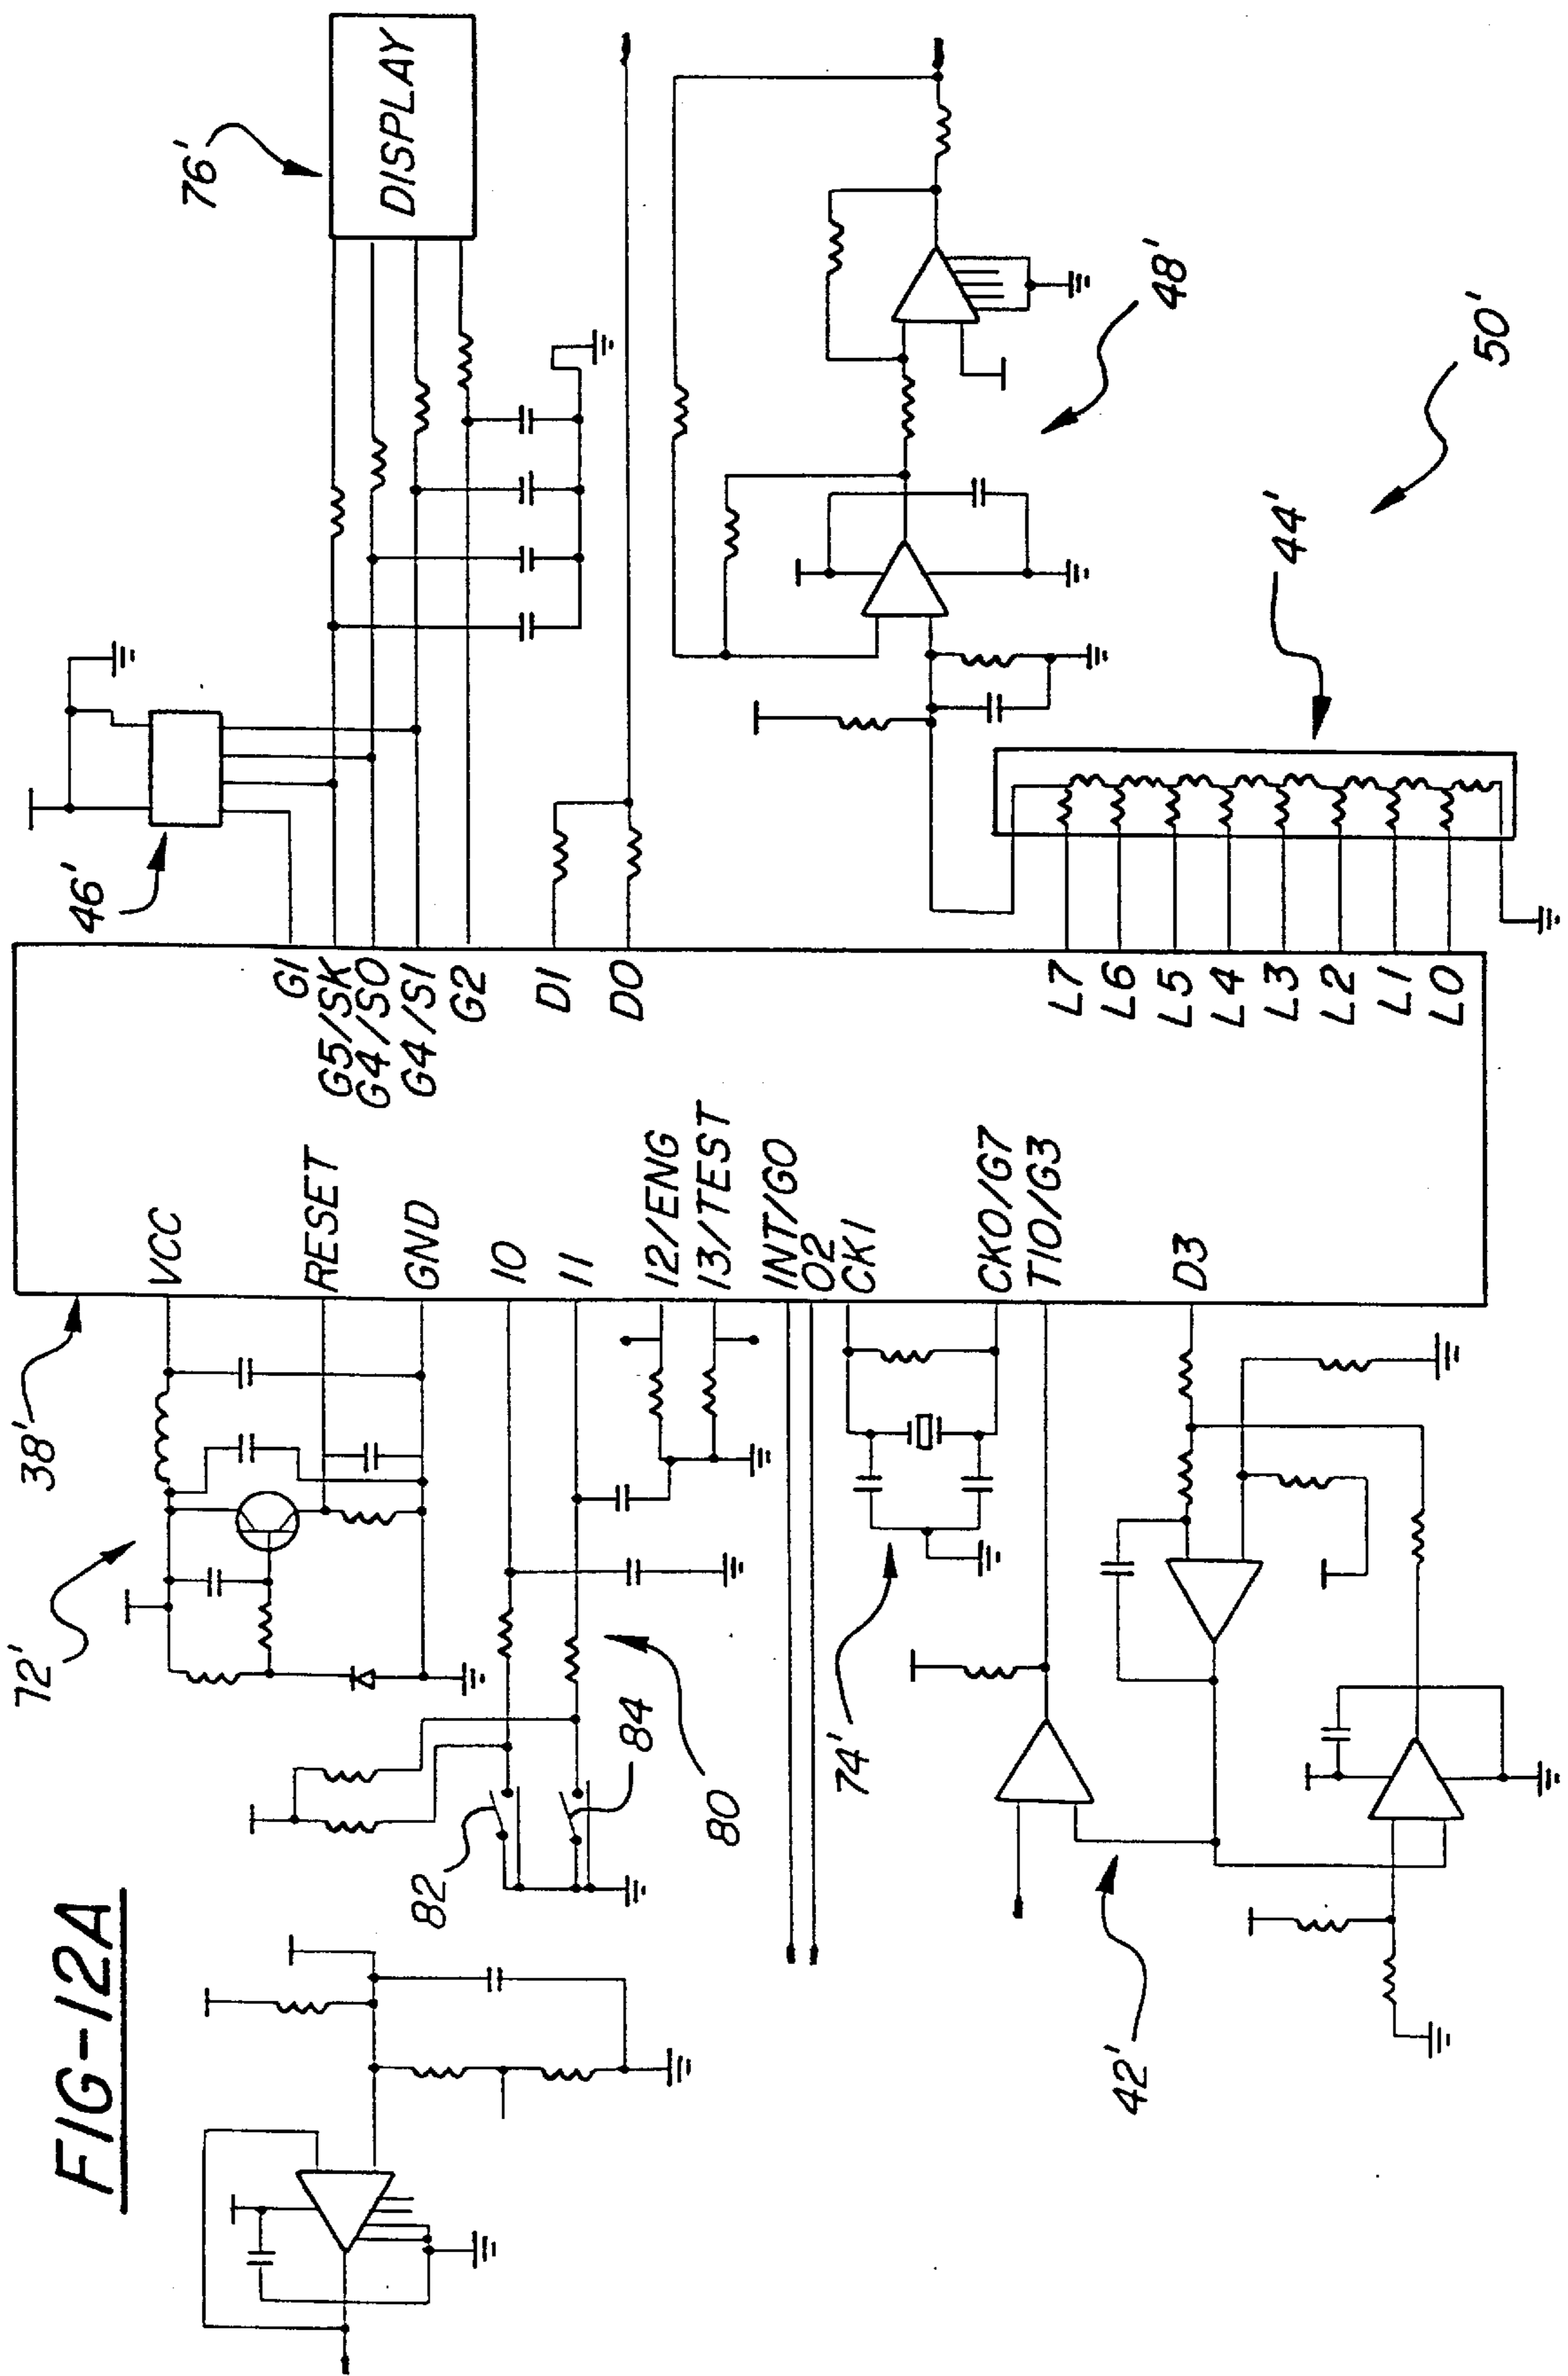 FIG-12A
72'
38'
46'
76'
DISPLAY
VCC
RESET
GND
I0
I1
I2/ENG
I3/TEST
INT/G0
O2
CKI
CKO/G7
TIO/G3
D3
G1
G5/SK
G4/SO
G4/SI
G2
D1
D0
L7
L6
L5
L4
L3
L2
L1
L0
82
84
80
74'
42'
48'
44'
50'